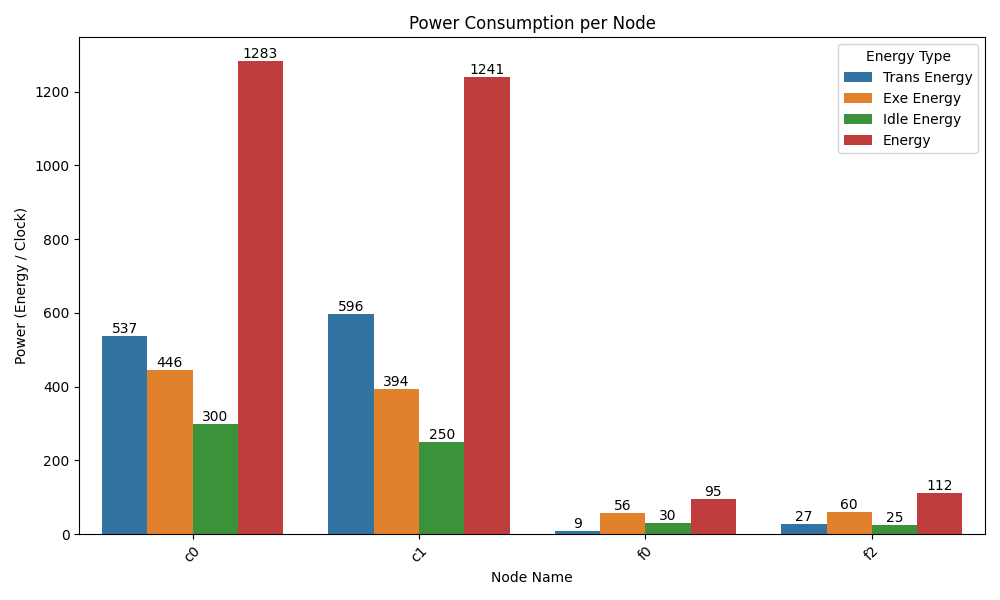 Power Consumption per Node
Power (Energy / Clock)
1200
1000
800
600
400
200
0
537
446
300
1283
596
394
250
1241
9
56
30
95
27
60
25
112
Energy Type
Trans Energy
Exe Energy
Idle Energy
Energy
c0
c1
f0
f2
Node Name